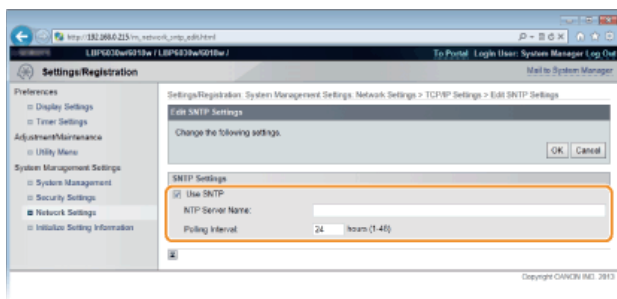 http://192.168.0.215/m_network_sntp_edit.html
LBP6030w/6018w / LBP6030w/6018w /
To Portal Login User: System Manager Log Out
Settings/Registration
Mail to System Manager
Preferences
Display Settings
Timer Settings
Adjustment/Maintenance
Utility Menu
System Management Settings
System Management
Security Settings
Network Settings
Initialize Setting Information
Settings/Registration: System Management Settings: Network Settings > TCP/IP Settings > Edit SNTP Settings
Edit SNTP Settings
Change the following settings.
OK Cancel
SNTP Settings
Use SNTP
NTP Server Name:
Polling Interval: 24 hours (1-48)
Copyright CANON INC. 2013